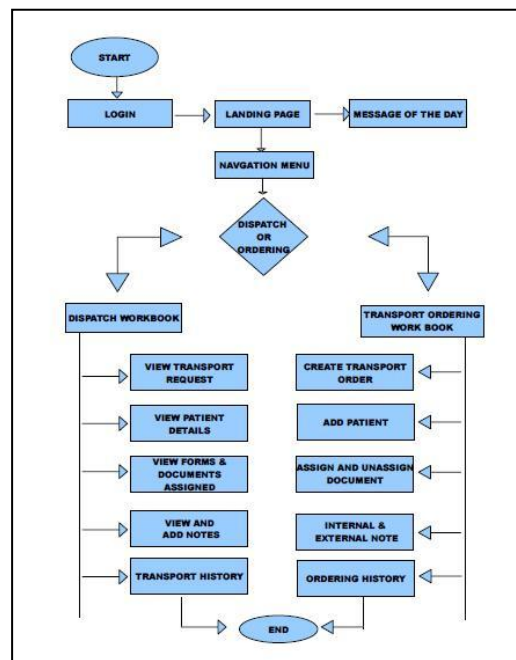 START
LOGIN
LANDING PAGE
MESSAGE OF THE DAY
NAVGATION MENU
DISPATCH
OR
ORDERING
DISPATCH WORKBOOK
TRANSPORT ORDERING
WORK BOOK
VIEW TRANSPORT
REQUEST
CREATE TRANSPORT
ORDER
VIEW PATIENT
DETAILS
ADD PATIENT
VIEW FORMS &
DOCUMENTS
ASSIGNED
ASSIGN AND UNASSIGN
DOCUMENT
VIEW AND
ADD NOTES
INTERNAL &
EXTERNAL NOTE
TRANSPORT HISTORY
ORDERING HISTORY
END